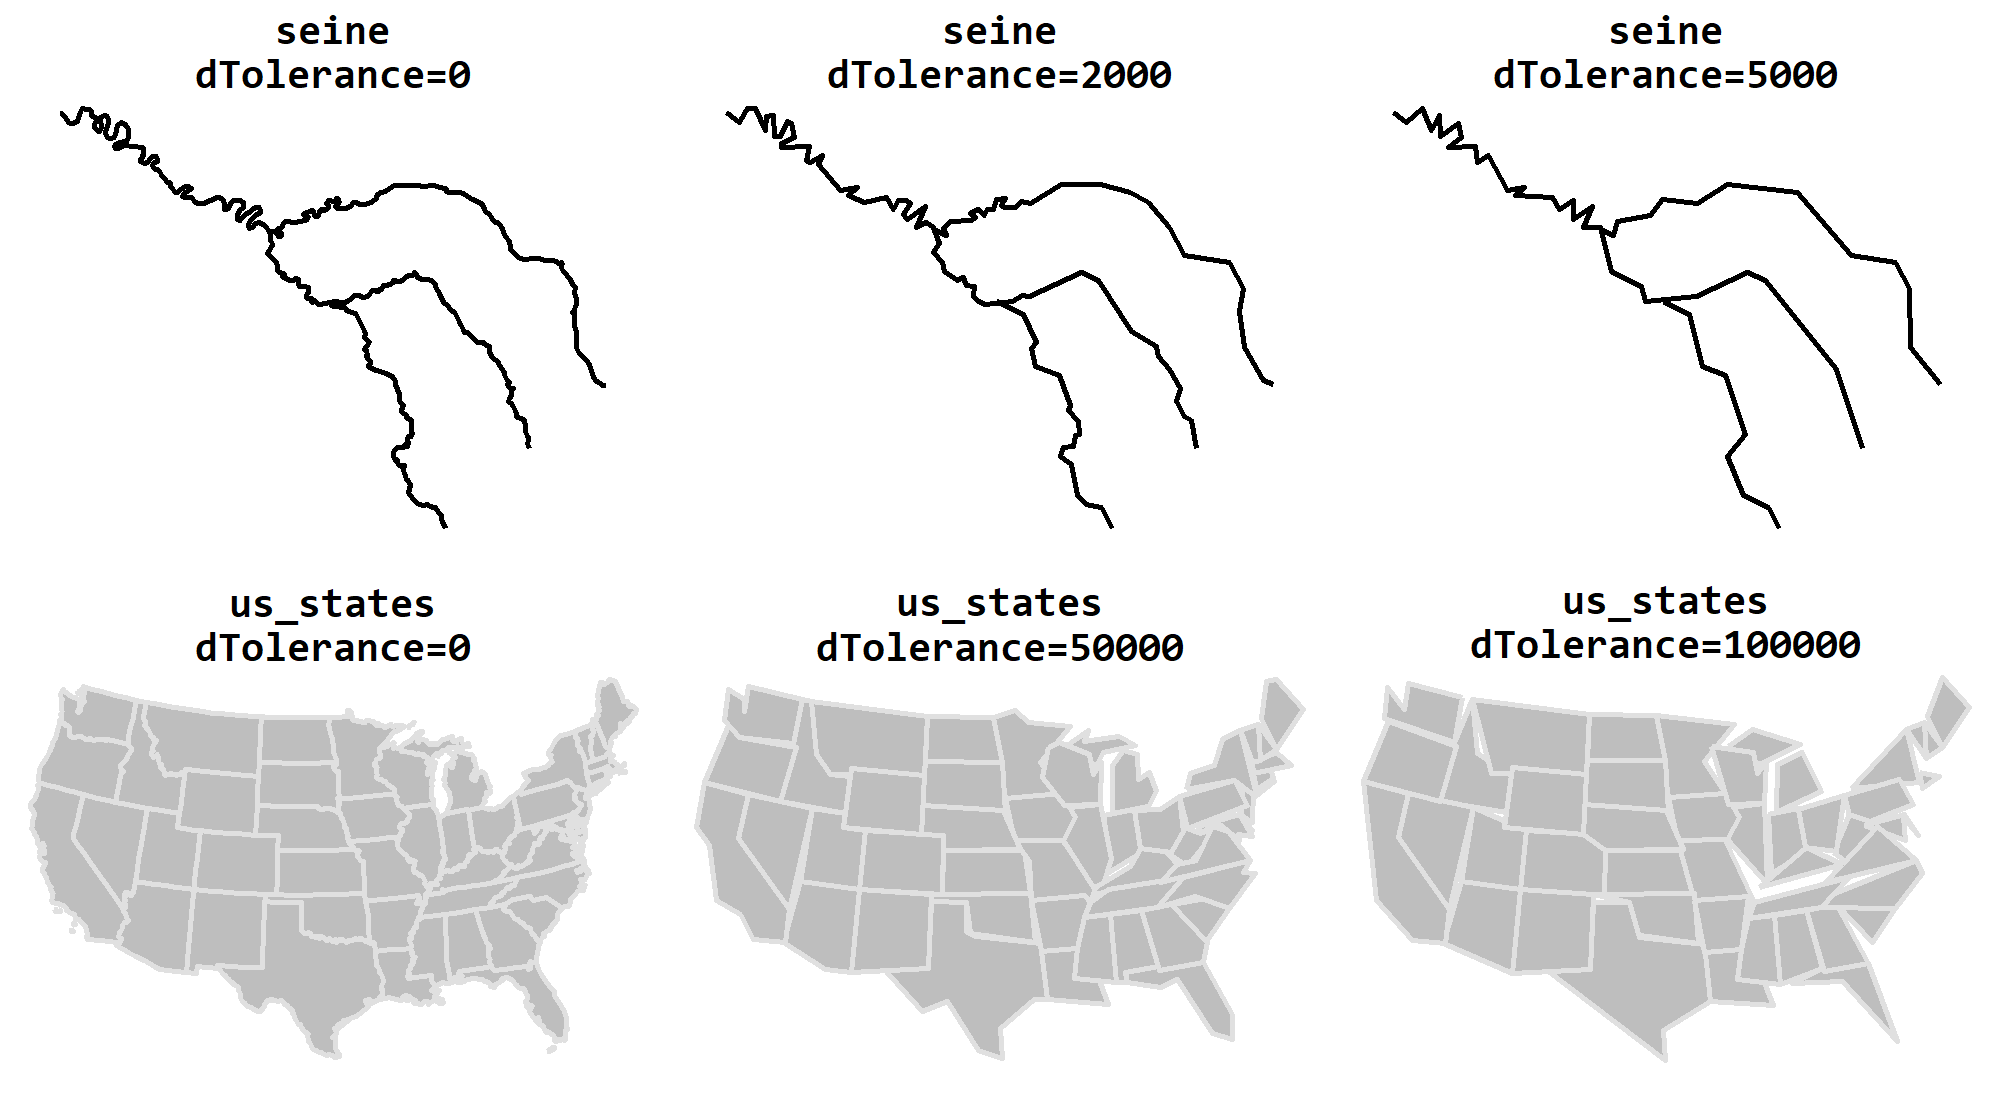 seine
dTolerance=0
seine
dTolerance=2000
seine
dTolerance=5000
us_states
dTolerance=0
us_states
dTolerance=50000
us_states
dTolerance=100000